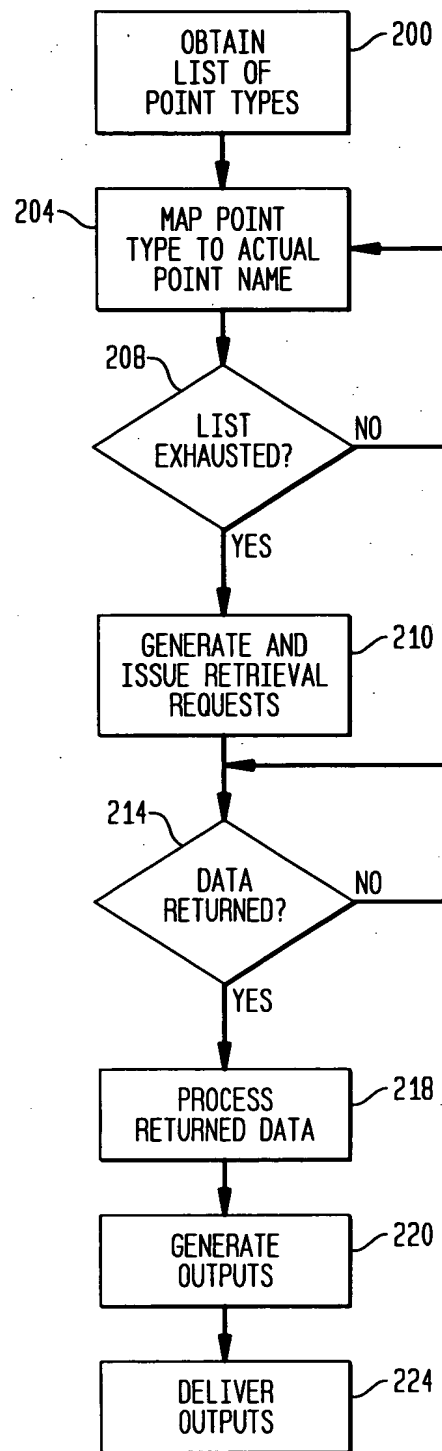 OBTAIN
LIST OF
POINT TYPES
200
204
MAP POINT
TYPE TO ACTUAL
POINT NAME
208
LIST
EXHAUSTED?
NO
YES
GENERATE AND
ISSUE RETRIEVAL
REQUESTS
210
214
DATA
RETURNED?
NO
YES
PROCESS
RETURNED DATA
218
GENERATE
OUTPUTS
220
DELIVER
OUTPUTS
224